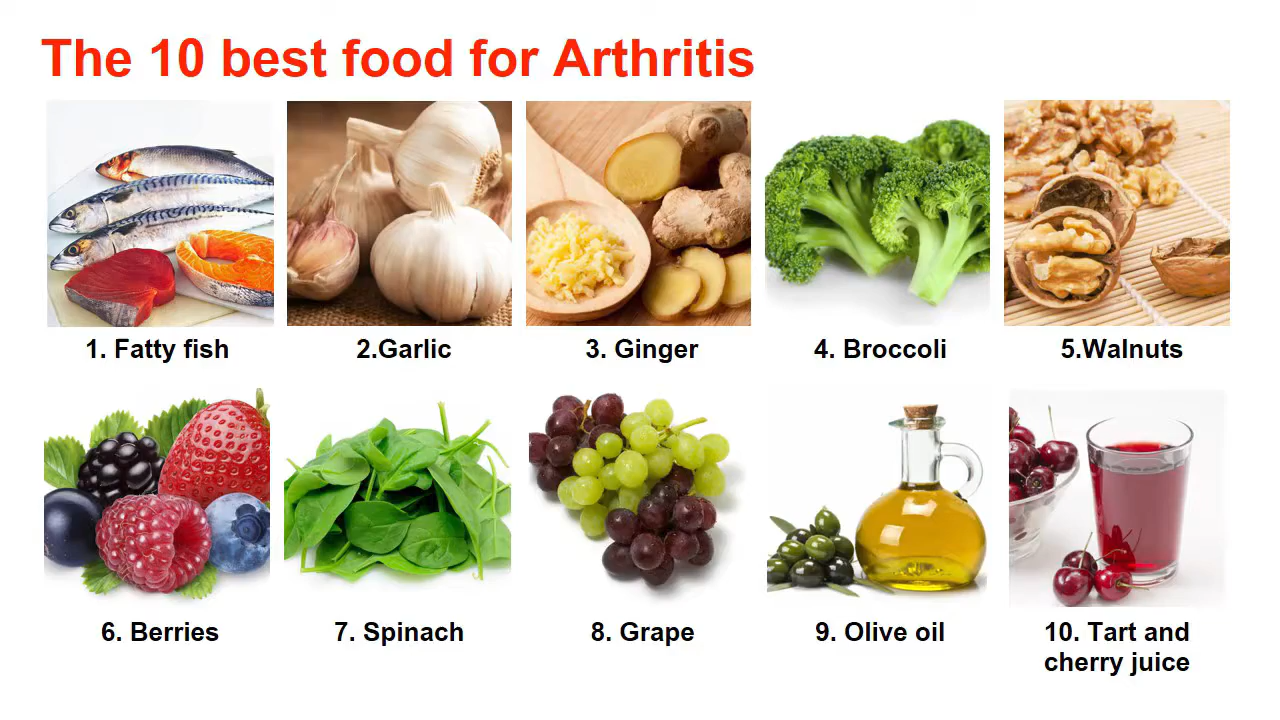 The 10 best food for Arthritis
1. Fatty fish
2.Garlic
3. Ginger
4. Broccoli
5.Walnuts
6. Berries
7. Spinach
8. Grape
9. Olive oil
10. Tart and
cherry juice